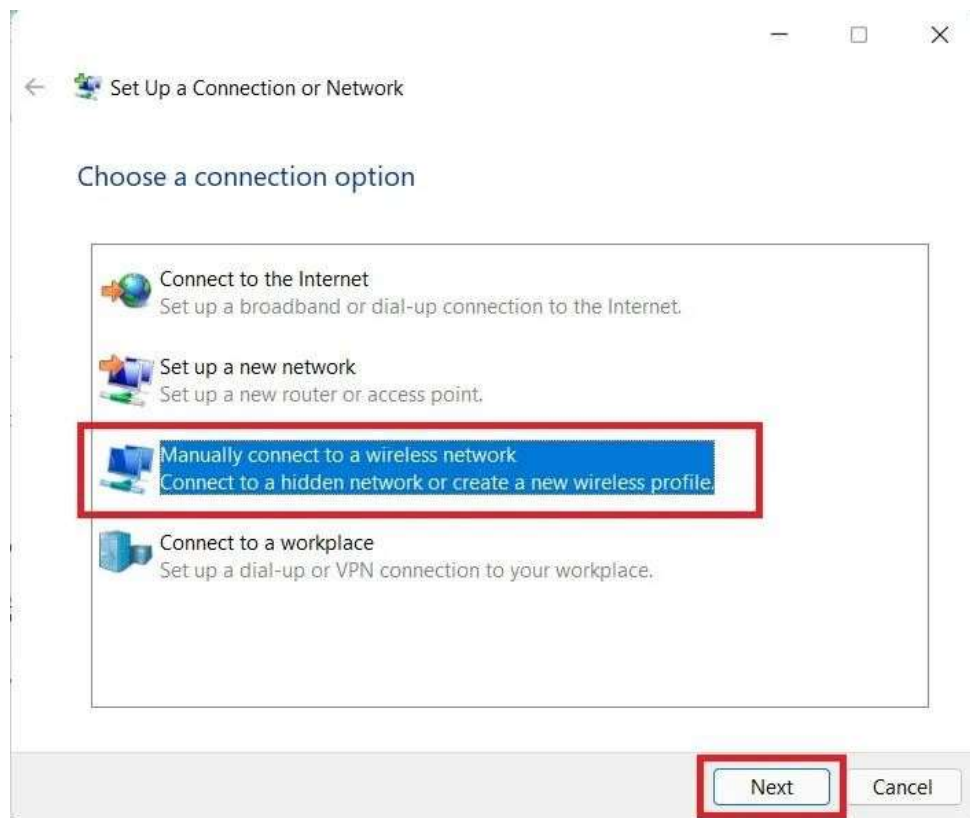 Set Up a Connection or Network
Choose a connection option
Connect to the Internet
Set up a broadband or dial-up connection to the Internet.
Set up a new network
Set up a new router or access point.
Manually connect to a wireless network
Connect to a hidden network or create a new wireless profile.
Connect to a workplace
Set up a dial-up or VPN connection to your workplace.
Next
Cancel